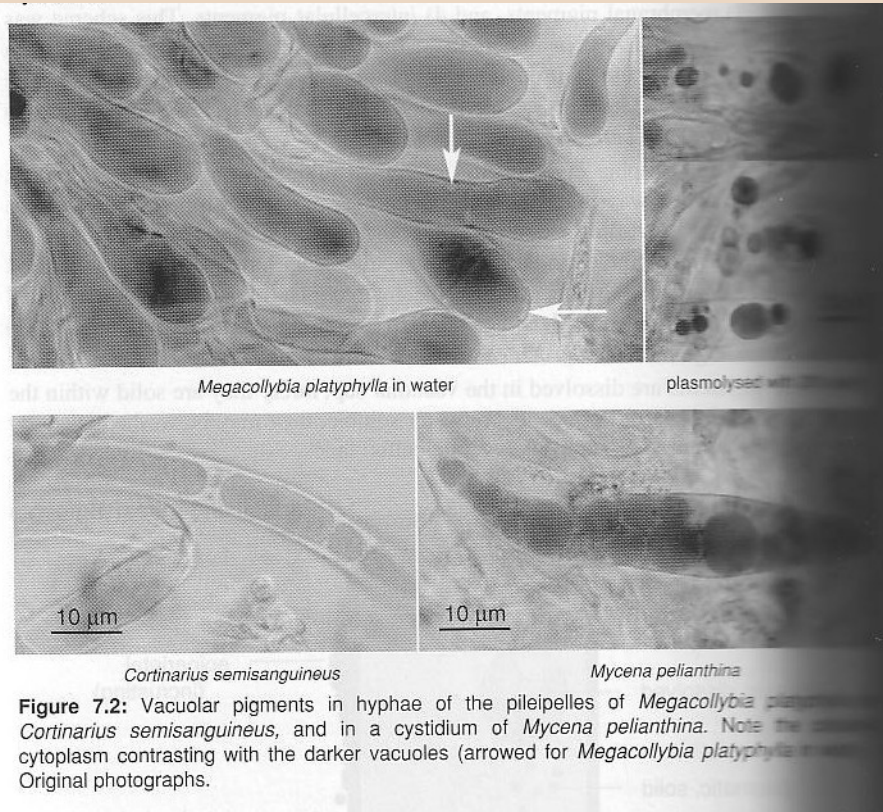 Megacollybia platyphylla in water
plasmolysed
10 µm
10 µm
Cortinarius semisanguineus
Mycena pelianthina
Figure 7.2: Vacuolar pigments in hyphae of the pileipelles of Megacollybia
Cortinarius semisanguineus, and in a cystidium of Mycena pelianthina. Note the
cytoplasm contrasting with the darker vacuoles (arrowed for Megacollybia platyphylla
Original photographs.